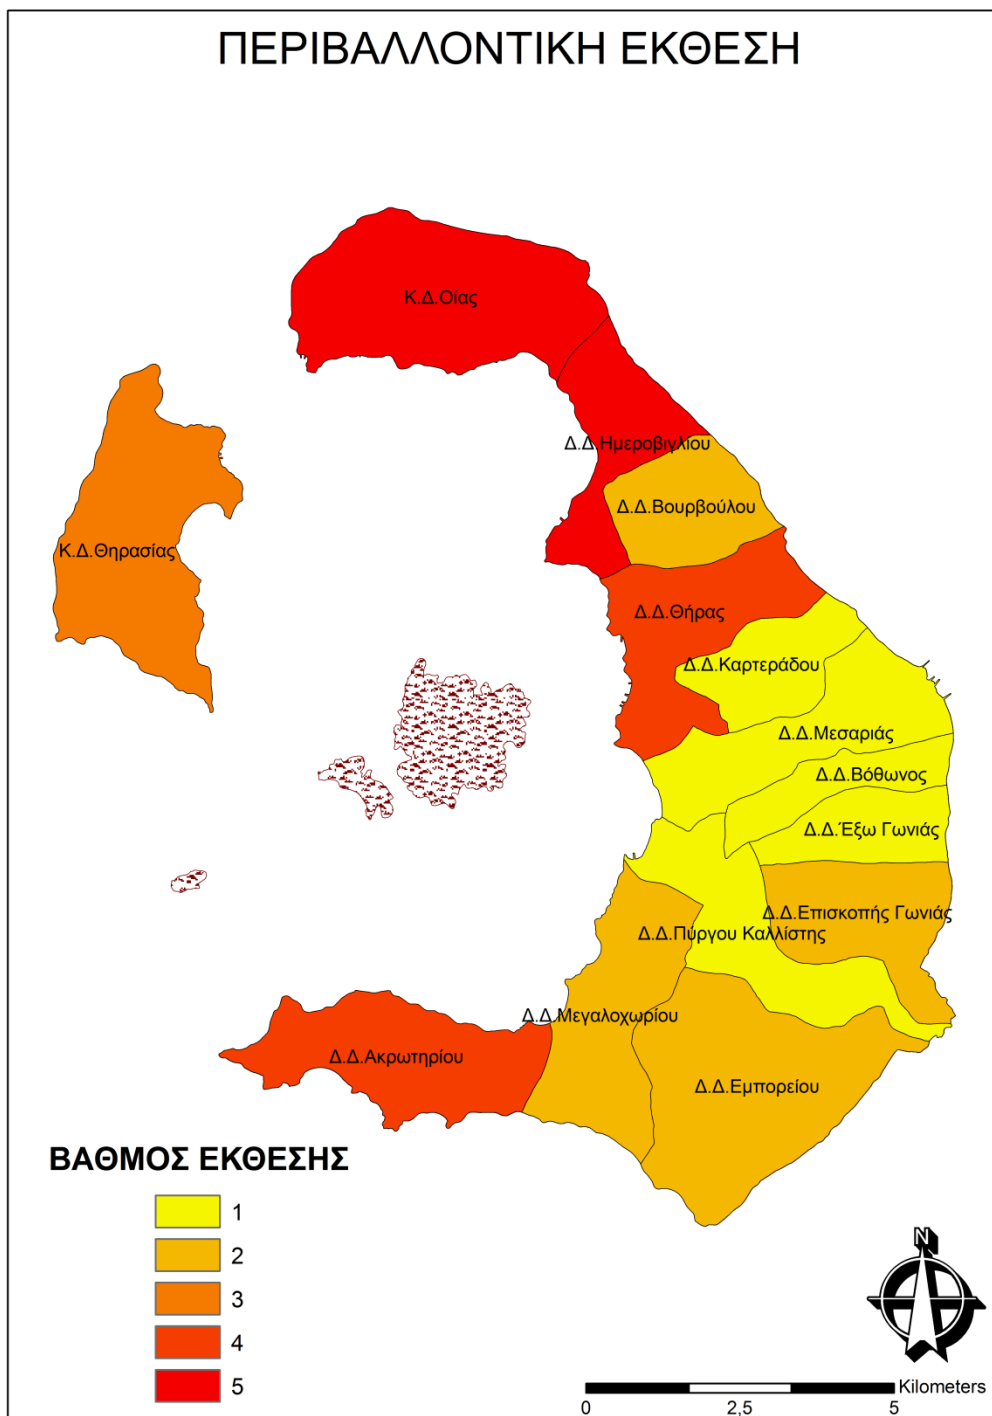 ΠΕΡΙΒΑΛΛΟΝΤΙΚΗ ΕΚΘΕΣΗ
Κ.Δ.Οίας
Δ.Δ.Ημεροβιγλίου
Δ.Δ.Βουρβούλου
Κ.Δ.Θηρασίας
Δ.Δ.Θήρας
Δ.Δ.Καρτεράδου
Δ.Δ.Μεσαριάς
Δ.Δ.Βόθωνος
Δ.Δ.Έξω Γωνιάς
Δ.Δ.Επισκοπής Γωνιάς
Δ.Δ.Πύργου Καλλίστης
Δ.Δ.Μεγαλοχωρίου
Δ.Δ.Ακρωτηρίου
Δ.Δ.Εμπορείου
ΒΑΘΜΟΣ ΕΚΘΕΣΗΣ
1
2
3
4
5
N
Kilometers
0 2,5 5